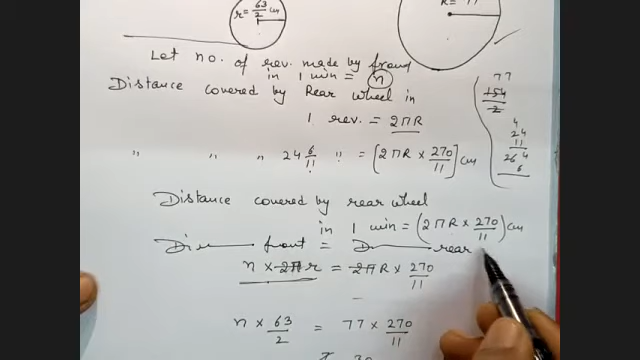 r = 63/2 cm
R = 77
Let no. of rev. made by front
in 1 min = n
Distance covered by Rear wheel in
1 rev. = 2πR
" " " 24 6/11 " = [2πR × 270/11] cm
77
154
2
4
24
11
264
6
Distance covered by rear wheel
in 1 min = (2πR × 270/11) cm
Dis front = D rear
n × 2πr = 2πR × 270/11
n × 63/2 = 77 × 270/11
30